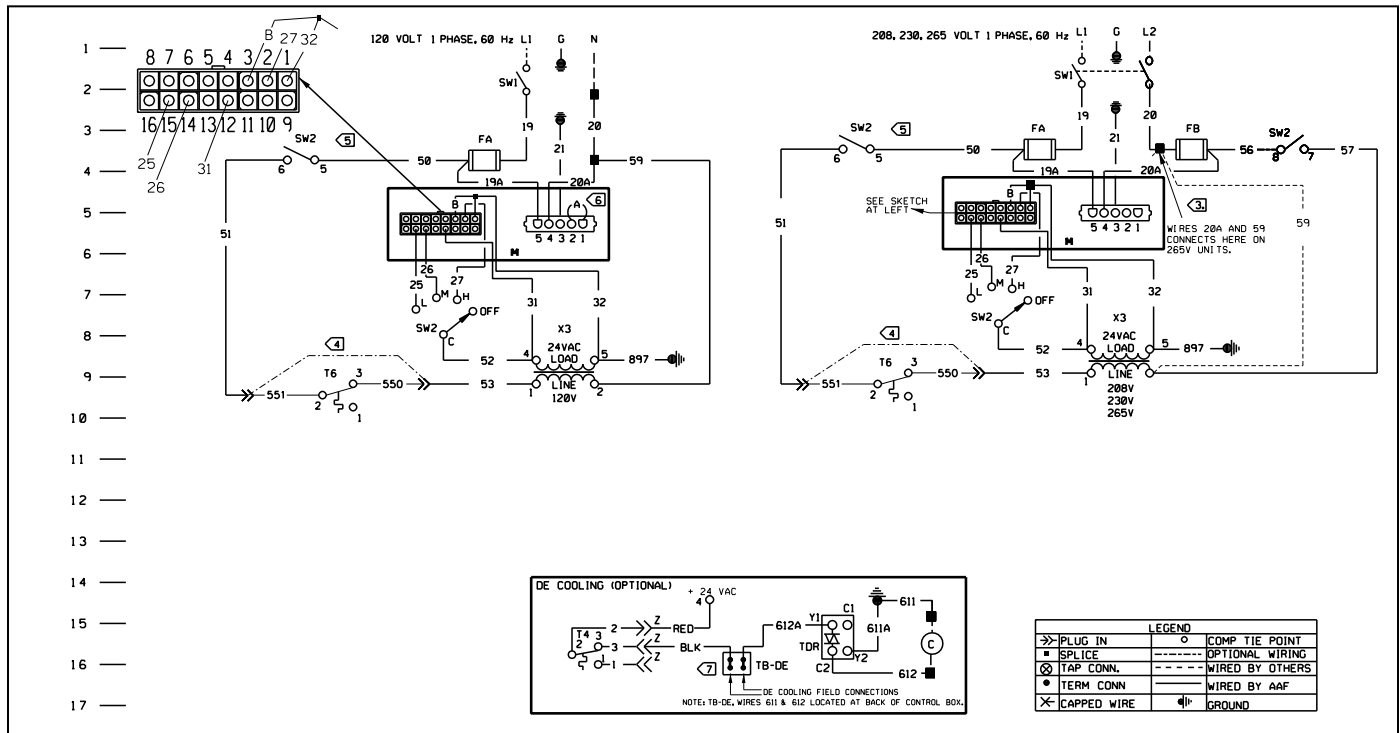 1
2
3
4
5
6
7
8
9
10
11
12
13
14
15
16
17
B 27 32
8 7 6 5 4 3 2 1
16 15 14 13 12 11 10 9
25
26
31
120 VOLT 1 PHASE, 60 Hz L1 G N
SW1
19
21
20
SW2
5
6 5
50
FA
59
19A
20A
B
A
6
5 4 3 2 1
M
51
26
25
27
L
M
H
OFF
SW2
C
31
32
X3
24VAC
4 LOAD 5
52
897
4
T6
3
551
550
53
2
1
1 LINE 2
120V
208, 230, 265 VOLT 1 PHASE, 60 Hz L1 G L2
SW1
19
21
20
SW2
5
6 5
50
FA
FB
SW2
56
8 7
57
19A
20A
B
SEE SKETCH
AT LEFT
5 4 3 2 1
M
3.
WIRES 20A AND 59
CONNECTS HERE ON
265V UNITS.
59
51
26
25
27
L
M
H
OFF
SW2
C
31
32
X3
24VAC
4 LOAD 5
52
897
4
T6
3
551
550
53
2
1
1 LINE
208V
230V
265V
DE COOLING (OPTIONAL)
+ 24 VAC
4
2 Z RED
T4 3
2
3 Z BLK
1 Z
7
TB-DE
612A
Y1
C1
TDR
C2
Y2
611A
611
C
612
DE COOLING FIELD CONNECTIONS
NOTE: TB-DE, WIRES 611 & 612 LOCATED AT BACK OF CONTROL BOX.
LEGEND
PLUG IN COMP TIE POINT
SPLICE OPTIONAL WIRING
TAP CONN. WIRED BY OTHERS
TERM CONN WIRED BY AAF
CAPPED WIRE GROUND